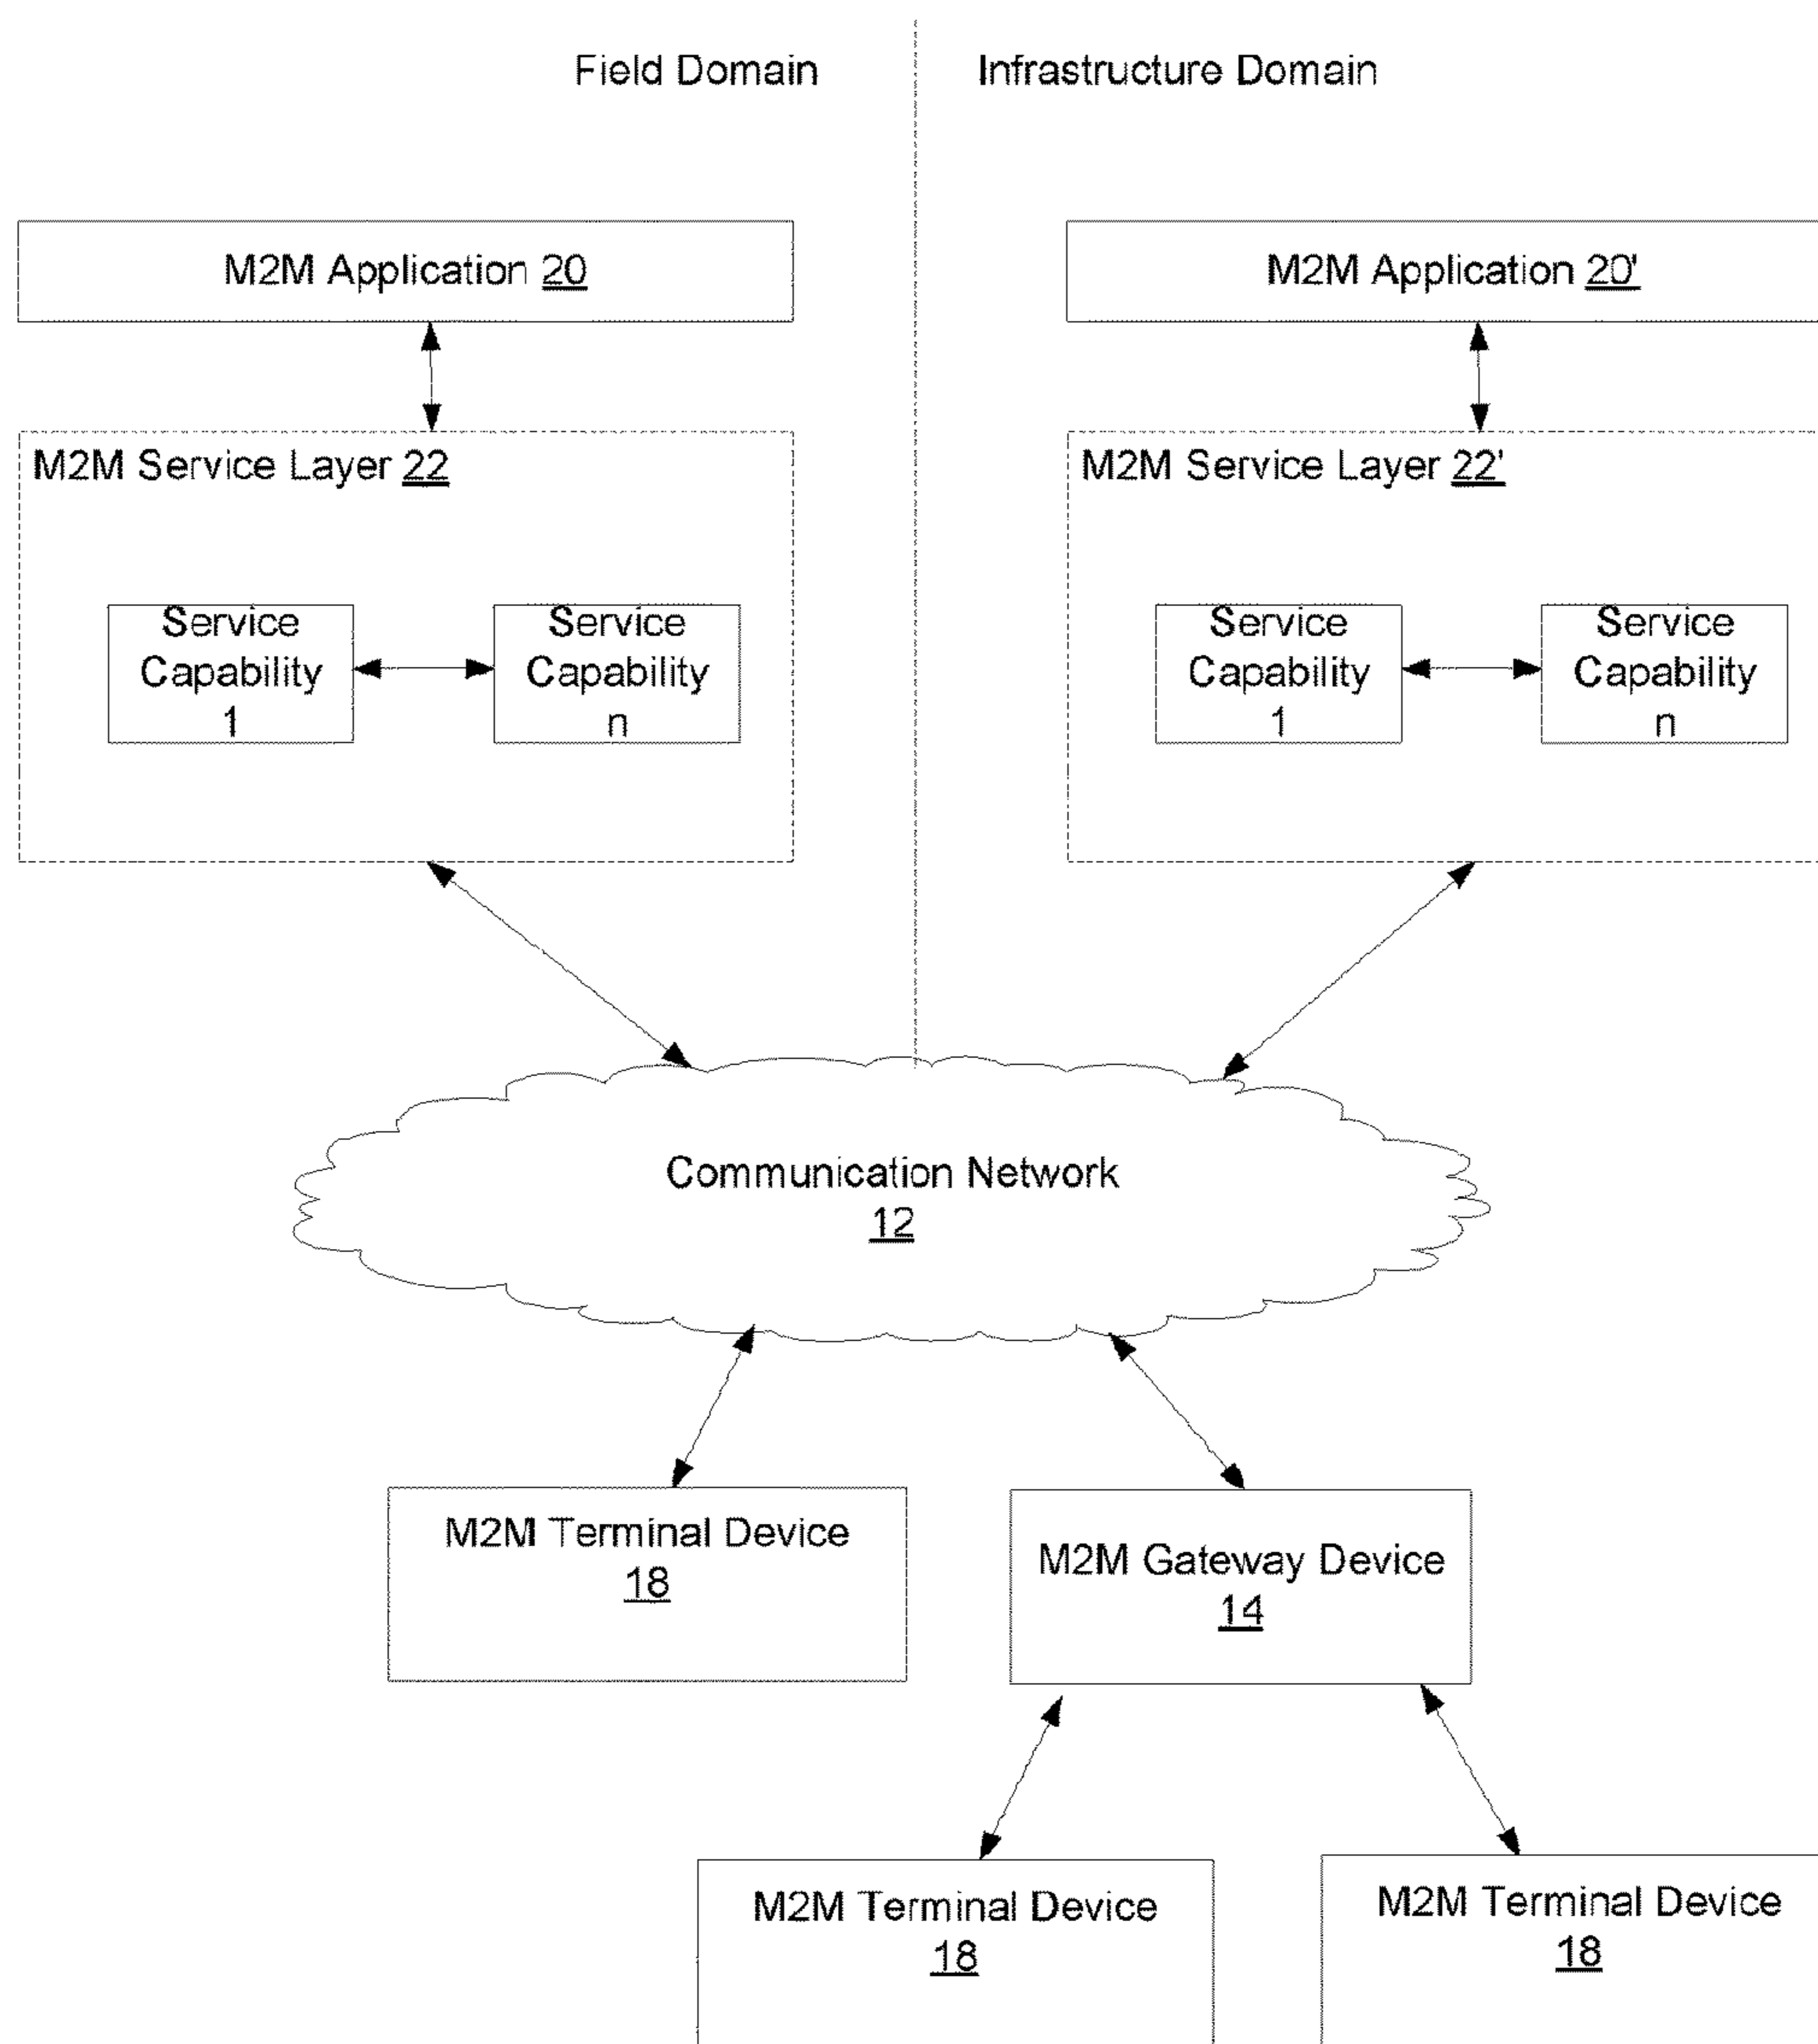 Field Domain
Infrastructure Domain
M2M Application 20
M2M Application 20'
M2M Service Layer 22
M2M Service Layer 22'
Service
Capability
1
Service
Capability
n
Service
Capability
1
Service
Capability
n
Communication Network
12
M2M Terminal Device
18
M2M Gateway Device
14
M2M Terminal Device
18
M2M Terminal Device
18